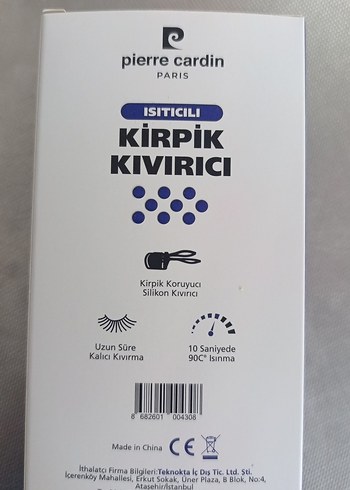 pierre cardin
PARIS
ISITICILI
KİRPİK
KIVIRICI
Kirpik Koruyucu
Silikon Kıvırıcı
Uzun Süre
Kalıcı Kıvırma
10 Saniyede
90C° Isınma
8 682601 004308
Made in China CE
İthalatçı Firma Bilgileri:Teknokta İç Dış Tic. Ltd. Şti.
İçerenköy Mahallesi, Erkut Sokak, Üner Plaza, B Blok, No:4,
Ataşehir/İstanbul